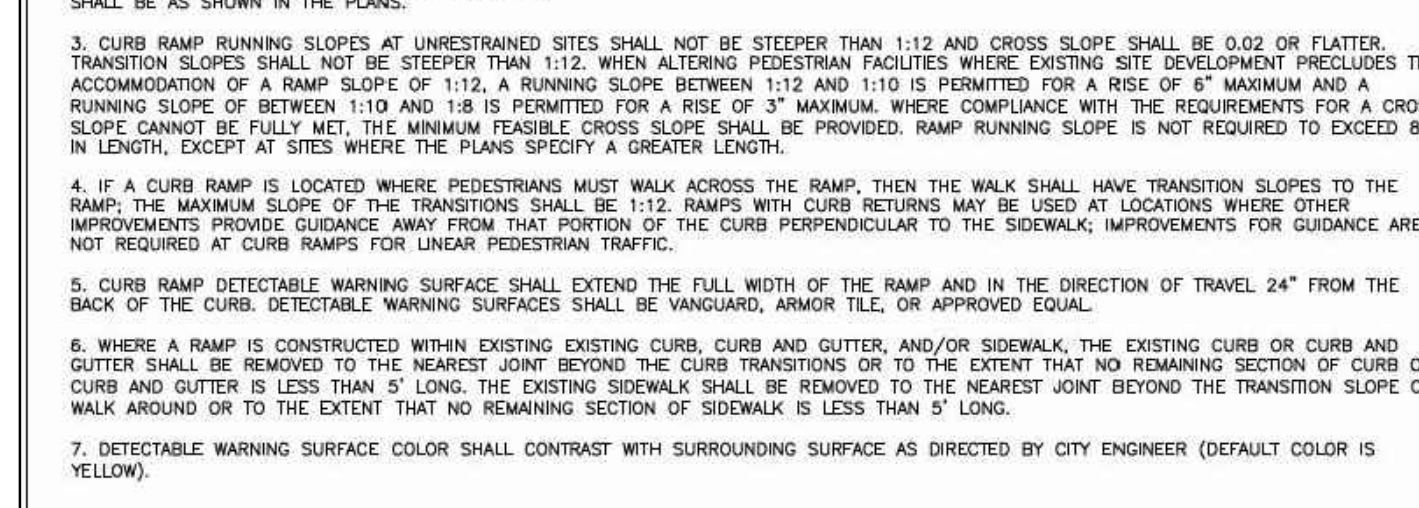 SHALL BE AS SHOWN IN THE PLANS.
3. CURB RAMP RUNNING SLOPES AT UNRESTRAINED SITES SHALL NOT BE STEEPER THAN 1:12 AND CROSS SLOPE SHALL BE 0.02 OR FLATTER.
TRANSITION SLOPES SHALL NOT BE STEEPER THAN 1:12. WHEN ALTERING PEDESTRIAN FACILITIES WHERE EXISTING SITE DEVELOPMENT PRECLUDES
ACCOMMODATION OF A RAMP SLOPE OF 1:12, A RUNNING SLOPE BETWEEN 1:12 AND 1:10 IS PERMITTED FOR A RISE OF 6" MAXIMUM AND A
RUNNING SLOPE OF BETWEEN 1:10 AND 1:8 IS PERMITTED FOR A RISE OF 3" MAXIMUM. WHERE COMPLIANCE WITH THE REQUIREMENTS FOR A CRO
SLOPE CANNOT BE FULLY MET, THE MINIMUM FEASIBLE CROSS SLOPE SHALL BE PROVIDED. RAMP RUNNING SLOPE IS NOT REQUIRED TO EXCEED 8
IN LENGTH, EXCEPT AT SITES WHERE THE PLANS SPECIFY A GREATER LENGTH.
4. IF A CURB RAMP IS LOCATED WHERE PEDESTRIANS MUST WALK ACROSS THE RAMP, THEN THE WALK SHALL HAVE TRANSITION SLOPES TO THE
RAMP; THE MAXIMUM SLOPE OF THE TRANSITIONS SHALL BE 1:12. RAMPS WITH CURB RETURNS MAY BE USED AT LOCATIONS WHERE OTHER
IMPROVEMENTS PROVIDE GUIDANCE AWAY FROM THAT PORTION OF THE CURB PERPENDICULAR TO THE SIDEWALK; IMPROVEMENTS FOR GUIDANCE ARE
NOT REQUIRED AT CURB RAMPS FOR LINEAR PEDESTRIAN TRAFFIC.
5. CURB RAMP DETECTABLE WARNING SURFACE SHALL EXTEND THE FULL WIDTH OF THE RAMP AND IN THE DIRECTION OF TRAVEL 24" FROM THE
BACK OF THE CURB. DETECTABLE WARNING SURFACES SHALL BE VANGUARD, ARMOR TILE, OR APPROVED EQUAL.
6. WHERE A RAMP IS CONSTRUCTED WITHIN EXISTING EXISTING CURB, CURB AND GUTTER, AND/OR SIDEWALK, THE EXISTING CURB OR CURB AND
GUTTER SHALL BE REMOVED TO THE NEAREST JOINT BEYOND THE CURB TRANSITIONS OR TO THE EXTENT THAT NO REMAINING SECTION OF CURB
CURB AND GUTTER IS LESS THAN 5' LONG. THE EXISTING SIDEWALK SHALL BE REMOVED TO THE NEAREST JOINT BEYOND THE TRANSITION SLOPE
WALK AROUND OR TO THE EXTENT THAT NO REMAINING SECTION OF SIDEWALK IS LESS THAN 5' LONG.
7. DETECTABLE WARNING SURFACE COLOR SHALL CONTRAST WITH SURROUNDING SURFACE AS DIRECTED BY CITY ENGINEER (DEFAULT COLOR IS
YELLOW).